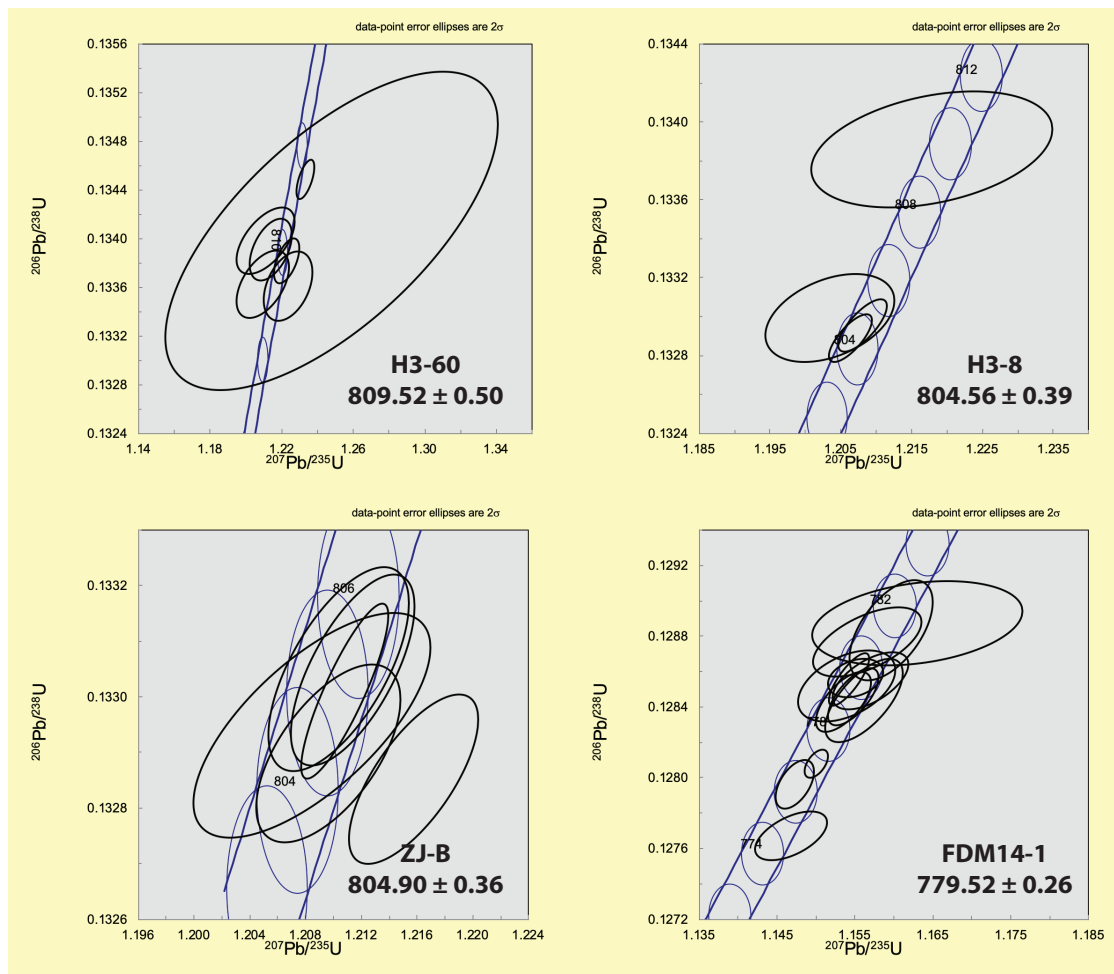 data-point error ellipses are 2σ
0.1356
0.1352
0.1348
0.1344
0.1340
0.1336
0.1332
0.1328
0.1324
206Pb/238U
810
H3-60
809.52 ± 0.50
1.14 1.18 1.22 1.26 1.30 1.34
207Pb/235U
data-point error ellipses are 2σ
0.1344
0.1340
0.1336
0.1332
0.1328
0.1324
206Pb/238U
812
808
804
H3-8
804.56 ± 0.39
1.185 1.195 1.205 1.215 1.225 1.235
207Pb/235U
data-point error ellipses are 2σ
0.1332
0.1330
0.1328
0.1326
206Pb/238U
806
804
ZJ-B
804.90 ± 0.36
1.196 1.200 1.204 1.208 1.212 1.216 1.220 1.224
207Pb/235U
data-point error ellipses are 2σ
0.1292
0.1288
0.1284
0.1280
0.1276
0.1272
206Pb/238U
782
774
FDM14-1
779.52 ± 0.26
1.135 1.145 1.155 1.165 1.175 1.185
207Pb/235U